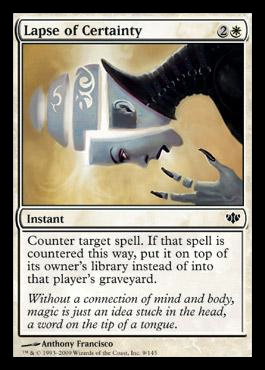 Lapse of Certainty 2
Instant
Counter target spell. If that spell is
countered this way, put it on top of
its owner's library instead of into
that player's graveyard.
Without a connection of mind and body,
magic is just an idea stuck in the head,
a word on the tip of a tongue.
Anthony Francisco
™ & © 1993–2009 Wizards of the Coast, Inc. 9/145